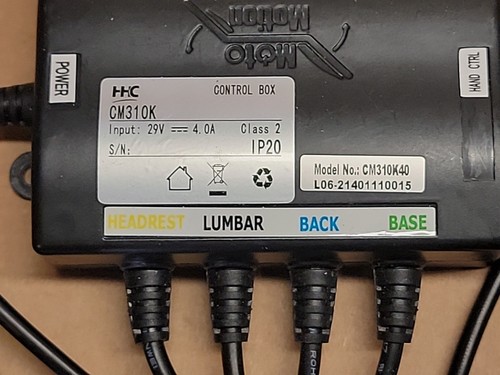 Moto
Motion
POWER
HAND CTRL
HHC
CONTROL BOX
CM310K
Input: 29V ⎓ 4.0A Class 2
S/N: IP20
Model No.: CM310K40
L06-21401110015
HEADREST LUMBAR BACK BASE